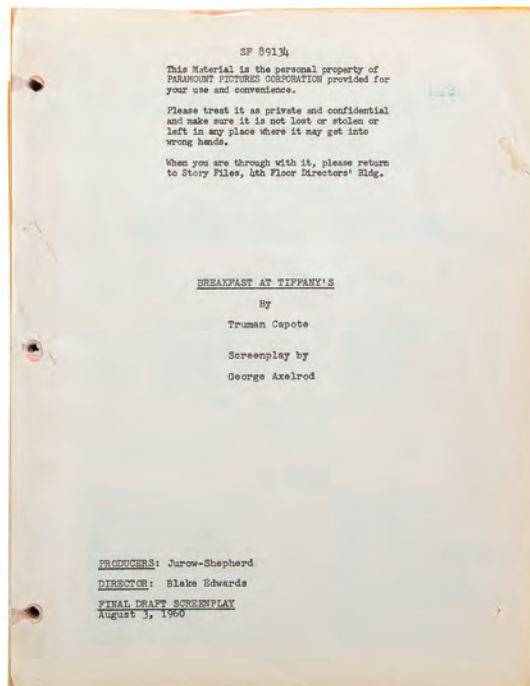 SF 89134
This Material is the personal property of
PARAMOUNT PICTURES CORPORATION provided for
your use and convenience.
Please treat it as private and confidential
and make sure it is not lost or stolen or
left in any place where it may get into
wrong hands.
When you are through with it, please return
to Story Files, 4th Floor Directors' Bldg.
BREAKFAST AT TIFFANY'S
By
Truman Capote
Screenplay by
George Axelrod
PRODUCERS: Jurow-Shepherd
DIRECTOR: Blake Edwards
FINAL DRAFT SCREENPLAY
August 3, 1960